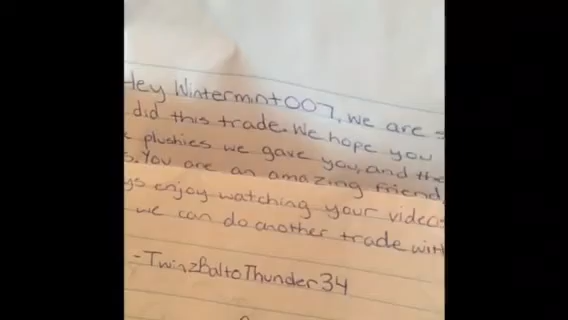 Hey Wintermint007, we are
did this trade. We hope you
plushies we gave you, and the
You are an amazing friend
enjoy watching your videos
we can do another trade with
-TwinzBaltoThunder34